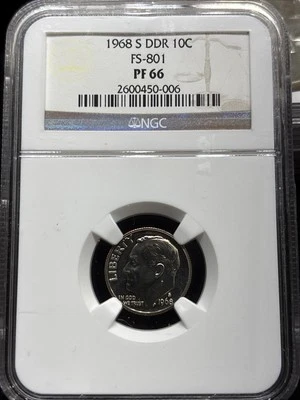 1968 S DDR 10C
FS-801
PF 66
2600450-006
NGC
LIBERTY
IN GOD
WE TRUST
S
1968